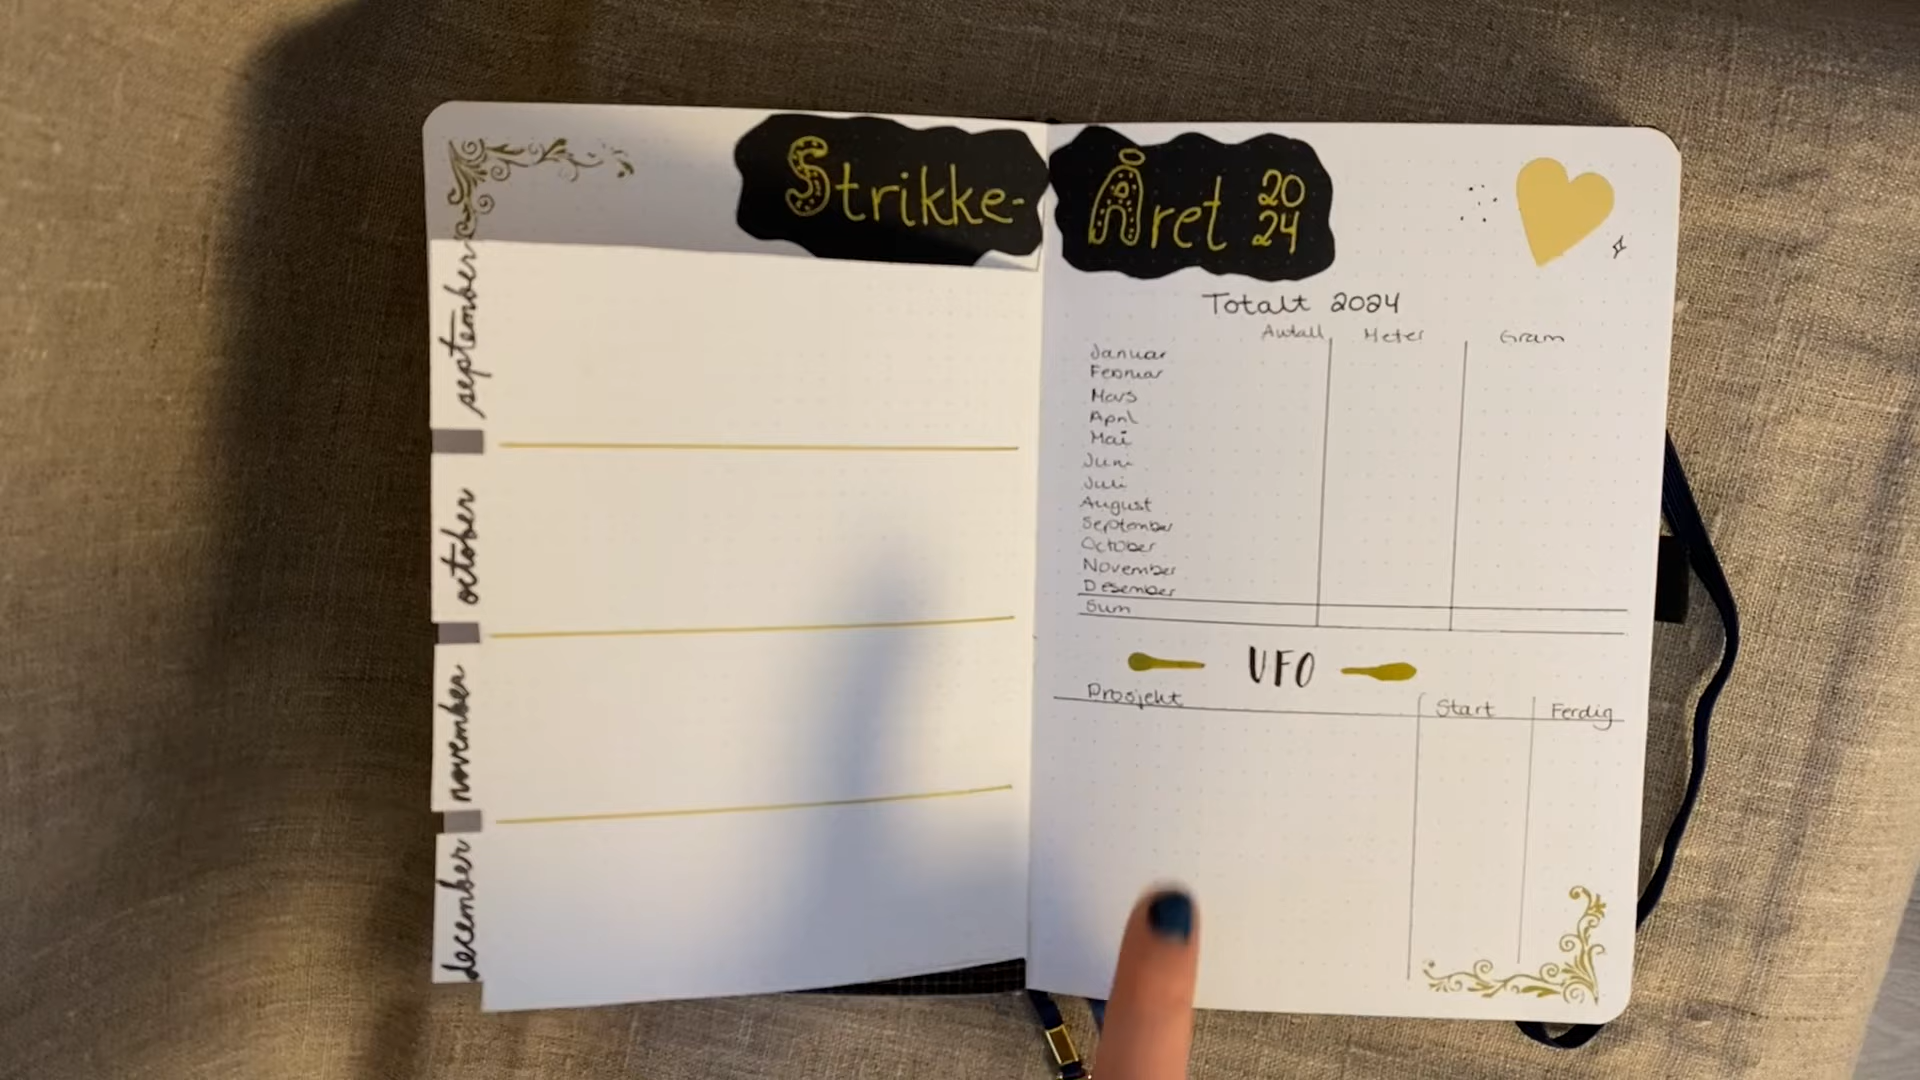 Strikke-
september
october
november
december
Året 2024
Totalt 2024
Antall Meter Gram
Januar
Februar
Mars
April
Mai
Juni
Juli
August
September
October
November
Desember
Sum
UFO
Prosjekt Start Ferdig